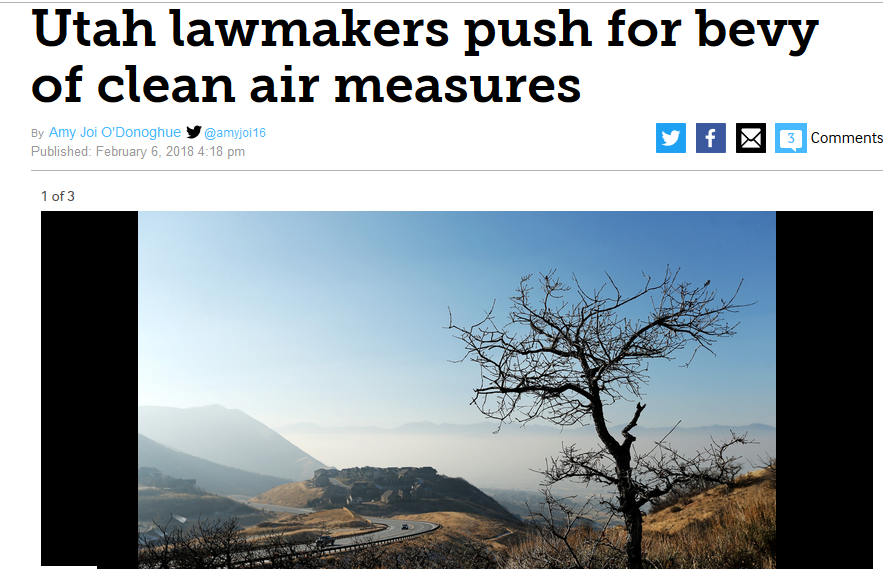 Utah lawmakers push for bevy
of clean air measures
By Amy Joi O'Donoghue @amyjoi16
Published: February 6, 2018 4:18 pm
3 Comments
1 of 3